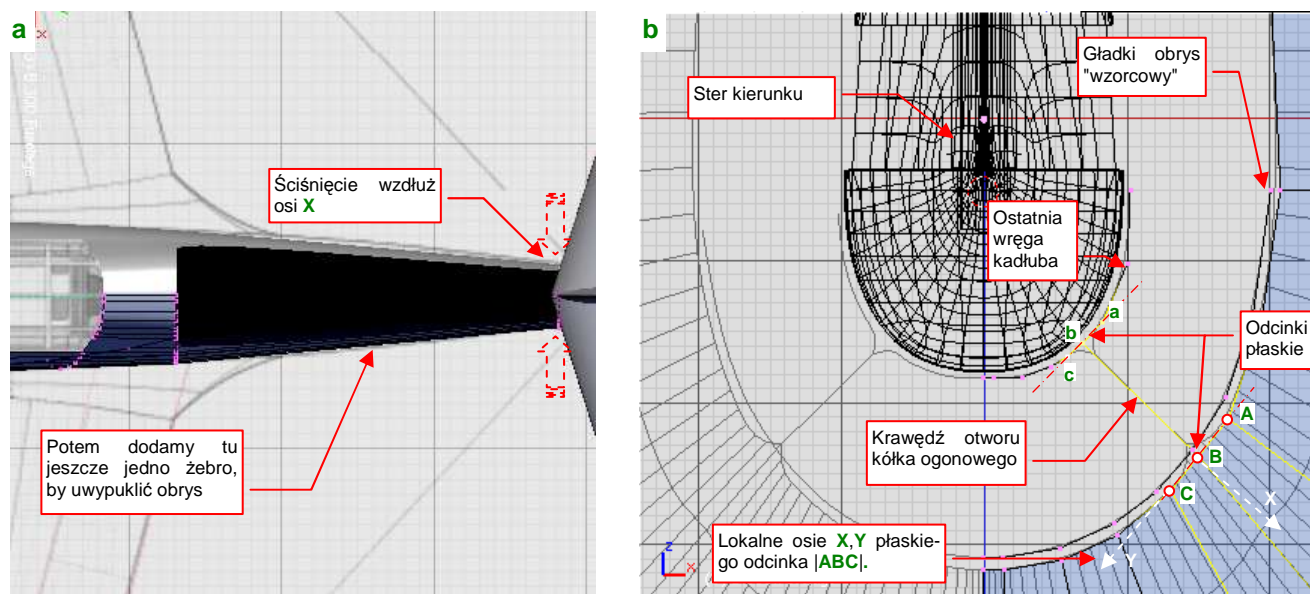 a
x
Ściśnięcie wzdłuż
osi X
Potem dodamy tu
jeszcze jedno żebro,
by uwypuklić obrys
b
Gładki obrys
"wzorcowy"
Ster kierunku
Ostatnia
wręga
kadłuba
a
b
c
Odcinki
płaskie
A
B
C
Krawędź otworu
kółka ogonowego
X
Y
Lokalne osie X,Y płaskie-
go odcinka |ABC|.
z
x